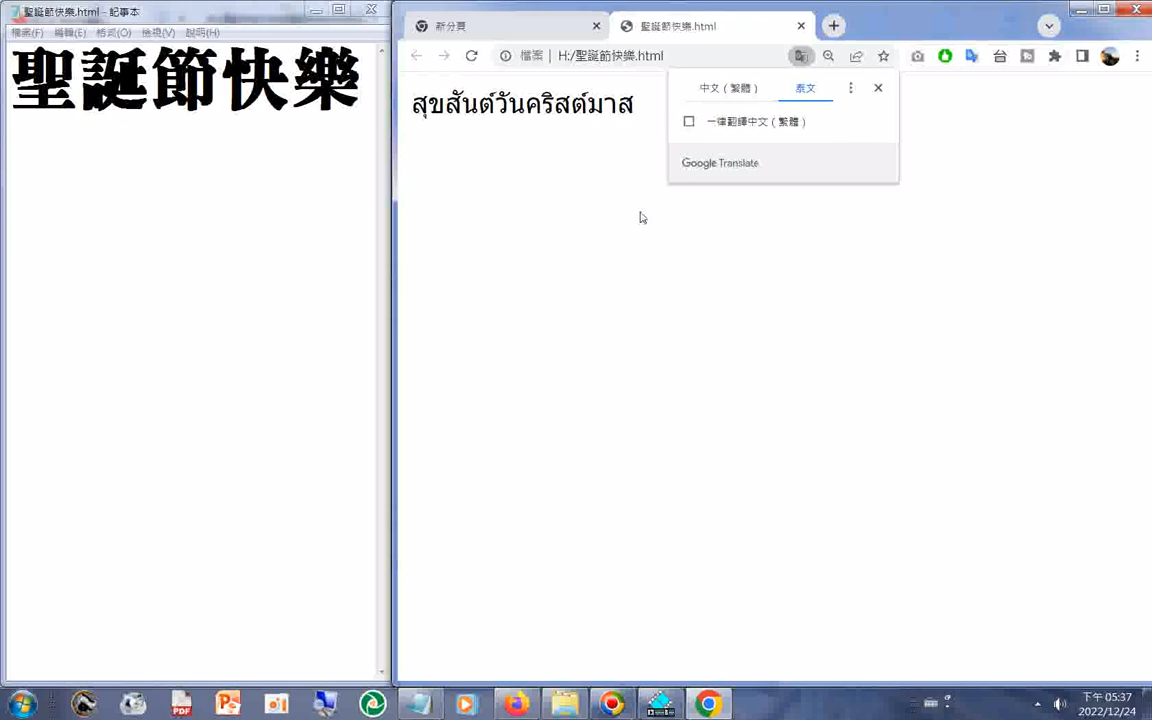 聖誕節快樂.html - 記事本
檔案(F) 編輯(E) 格式(O) 檢視(V) 說明(H)
聖誕節快樂
新分頁
聖誕節快樂.html
檔案 H:/聖誕節快樂.html
สุขสันต์วันคริสต์มาส
中文（繁體） 泰文
一律翻譯中文（繁體）
Google Translate
下午 05:37
2022/12/24